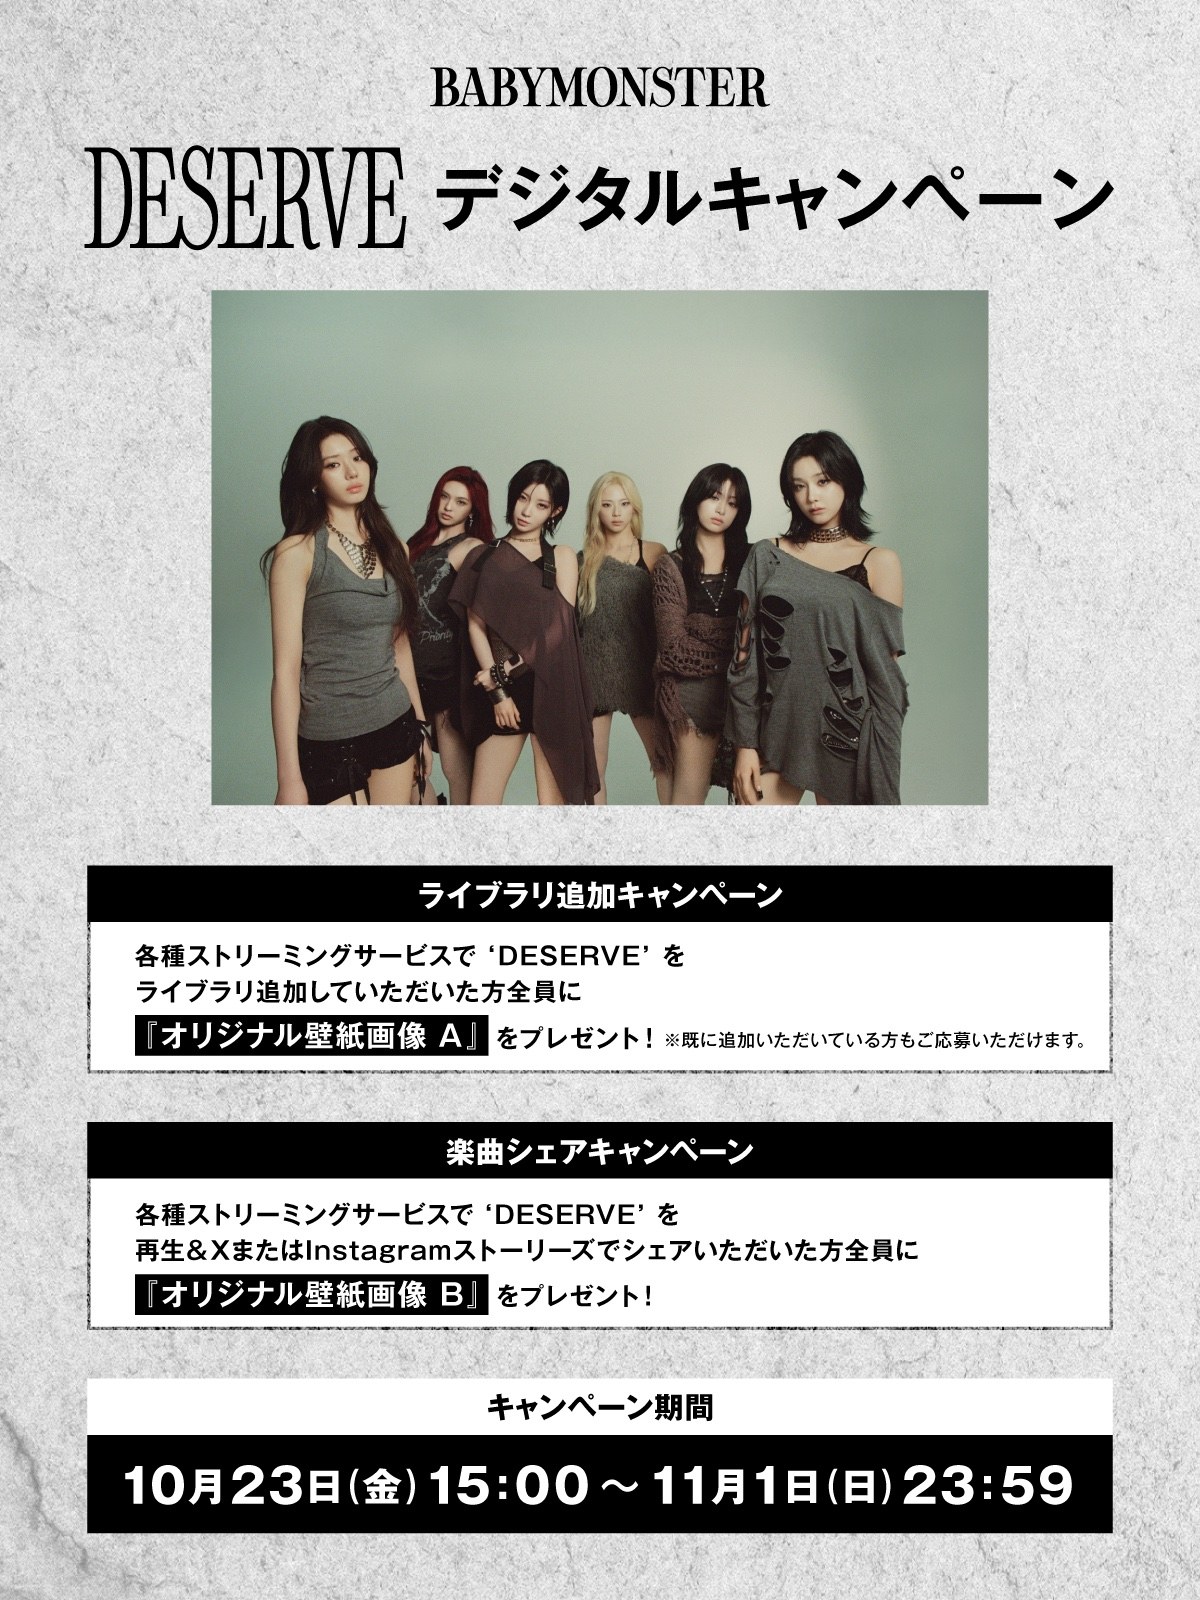 BABYMONSTER
DESERVE デジタルキャンペーン
ライブラリ追加キャンペーン
各種ストリーミングサービスで ‘DESERVE’ を
ライブラリ追加していただいた方全員に
『オリジナル壁紙画像 A』をプレゼント！ ※既に追加いただいている方もご応募いただけます。
楽曲シェアキャンペーン
各種ストリーミングサービスで ‘DESERVE’ を
再生&XまたはInstagramストーリーズでシェアいただいた方全員に
『オリジナル壁紙画像 B』をプレゼント！
キャンペーン期間
10月23日(金) 15:00 〜 11月1日(日) 23:59